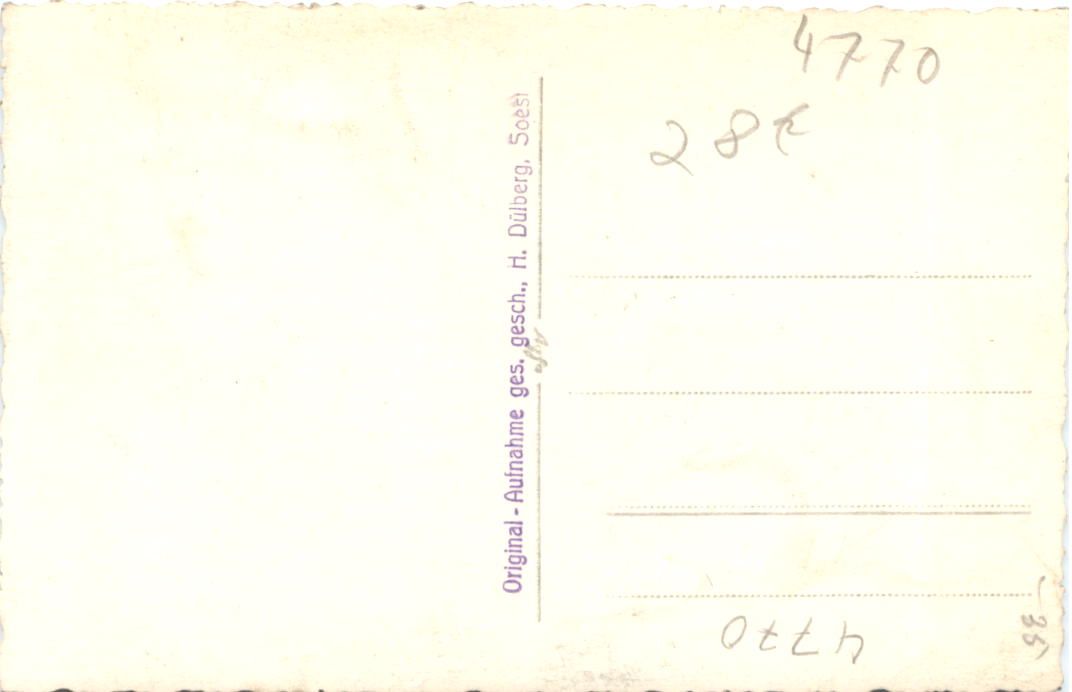 4770
28€
Original - Aufnahme ges. gesch., H. Dülberg, Soest
4770